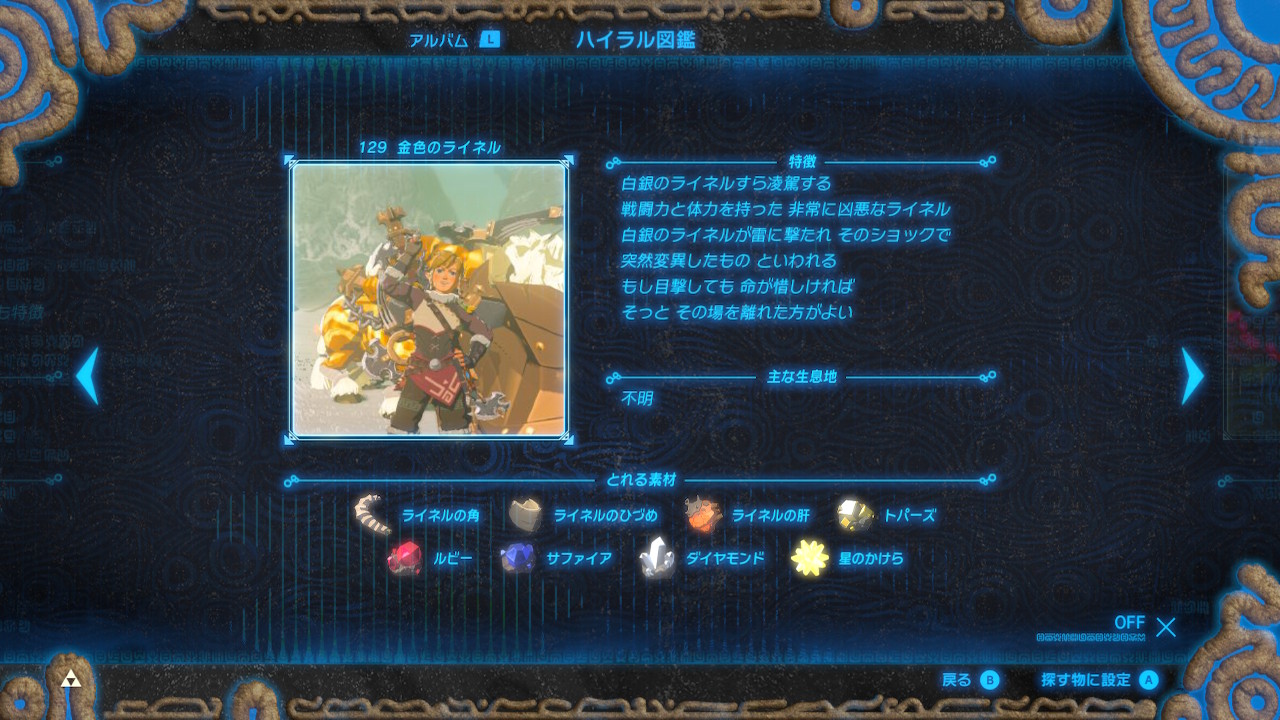 アルバム L ハイラル図鑑
129 金色のライネル
特徴
白銀のライネルすら凌駕する
戦闘力と体力を持った 非常に凶悪なライネル
白銀のライネルが雷に撃たれ そのショックで
突然変異したもの といわれる
もし目撃しても 命が惜しければ
そっと その場を離れた方がよい
主な生息地
不明
とれる素材
ライネルの角 ライネルのひづめ ライネルの肝 トパーズ
ルビー サファイア ダイヤモンド 星のかけら
OFF
戻る B 探す物に設定 A